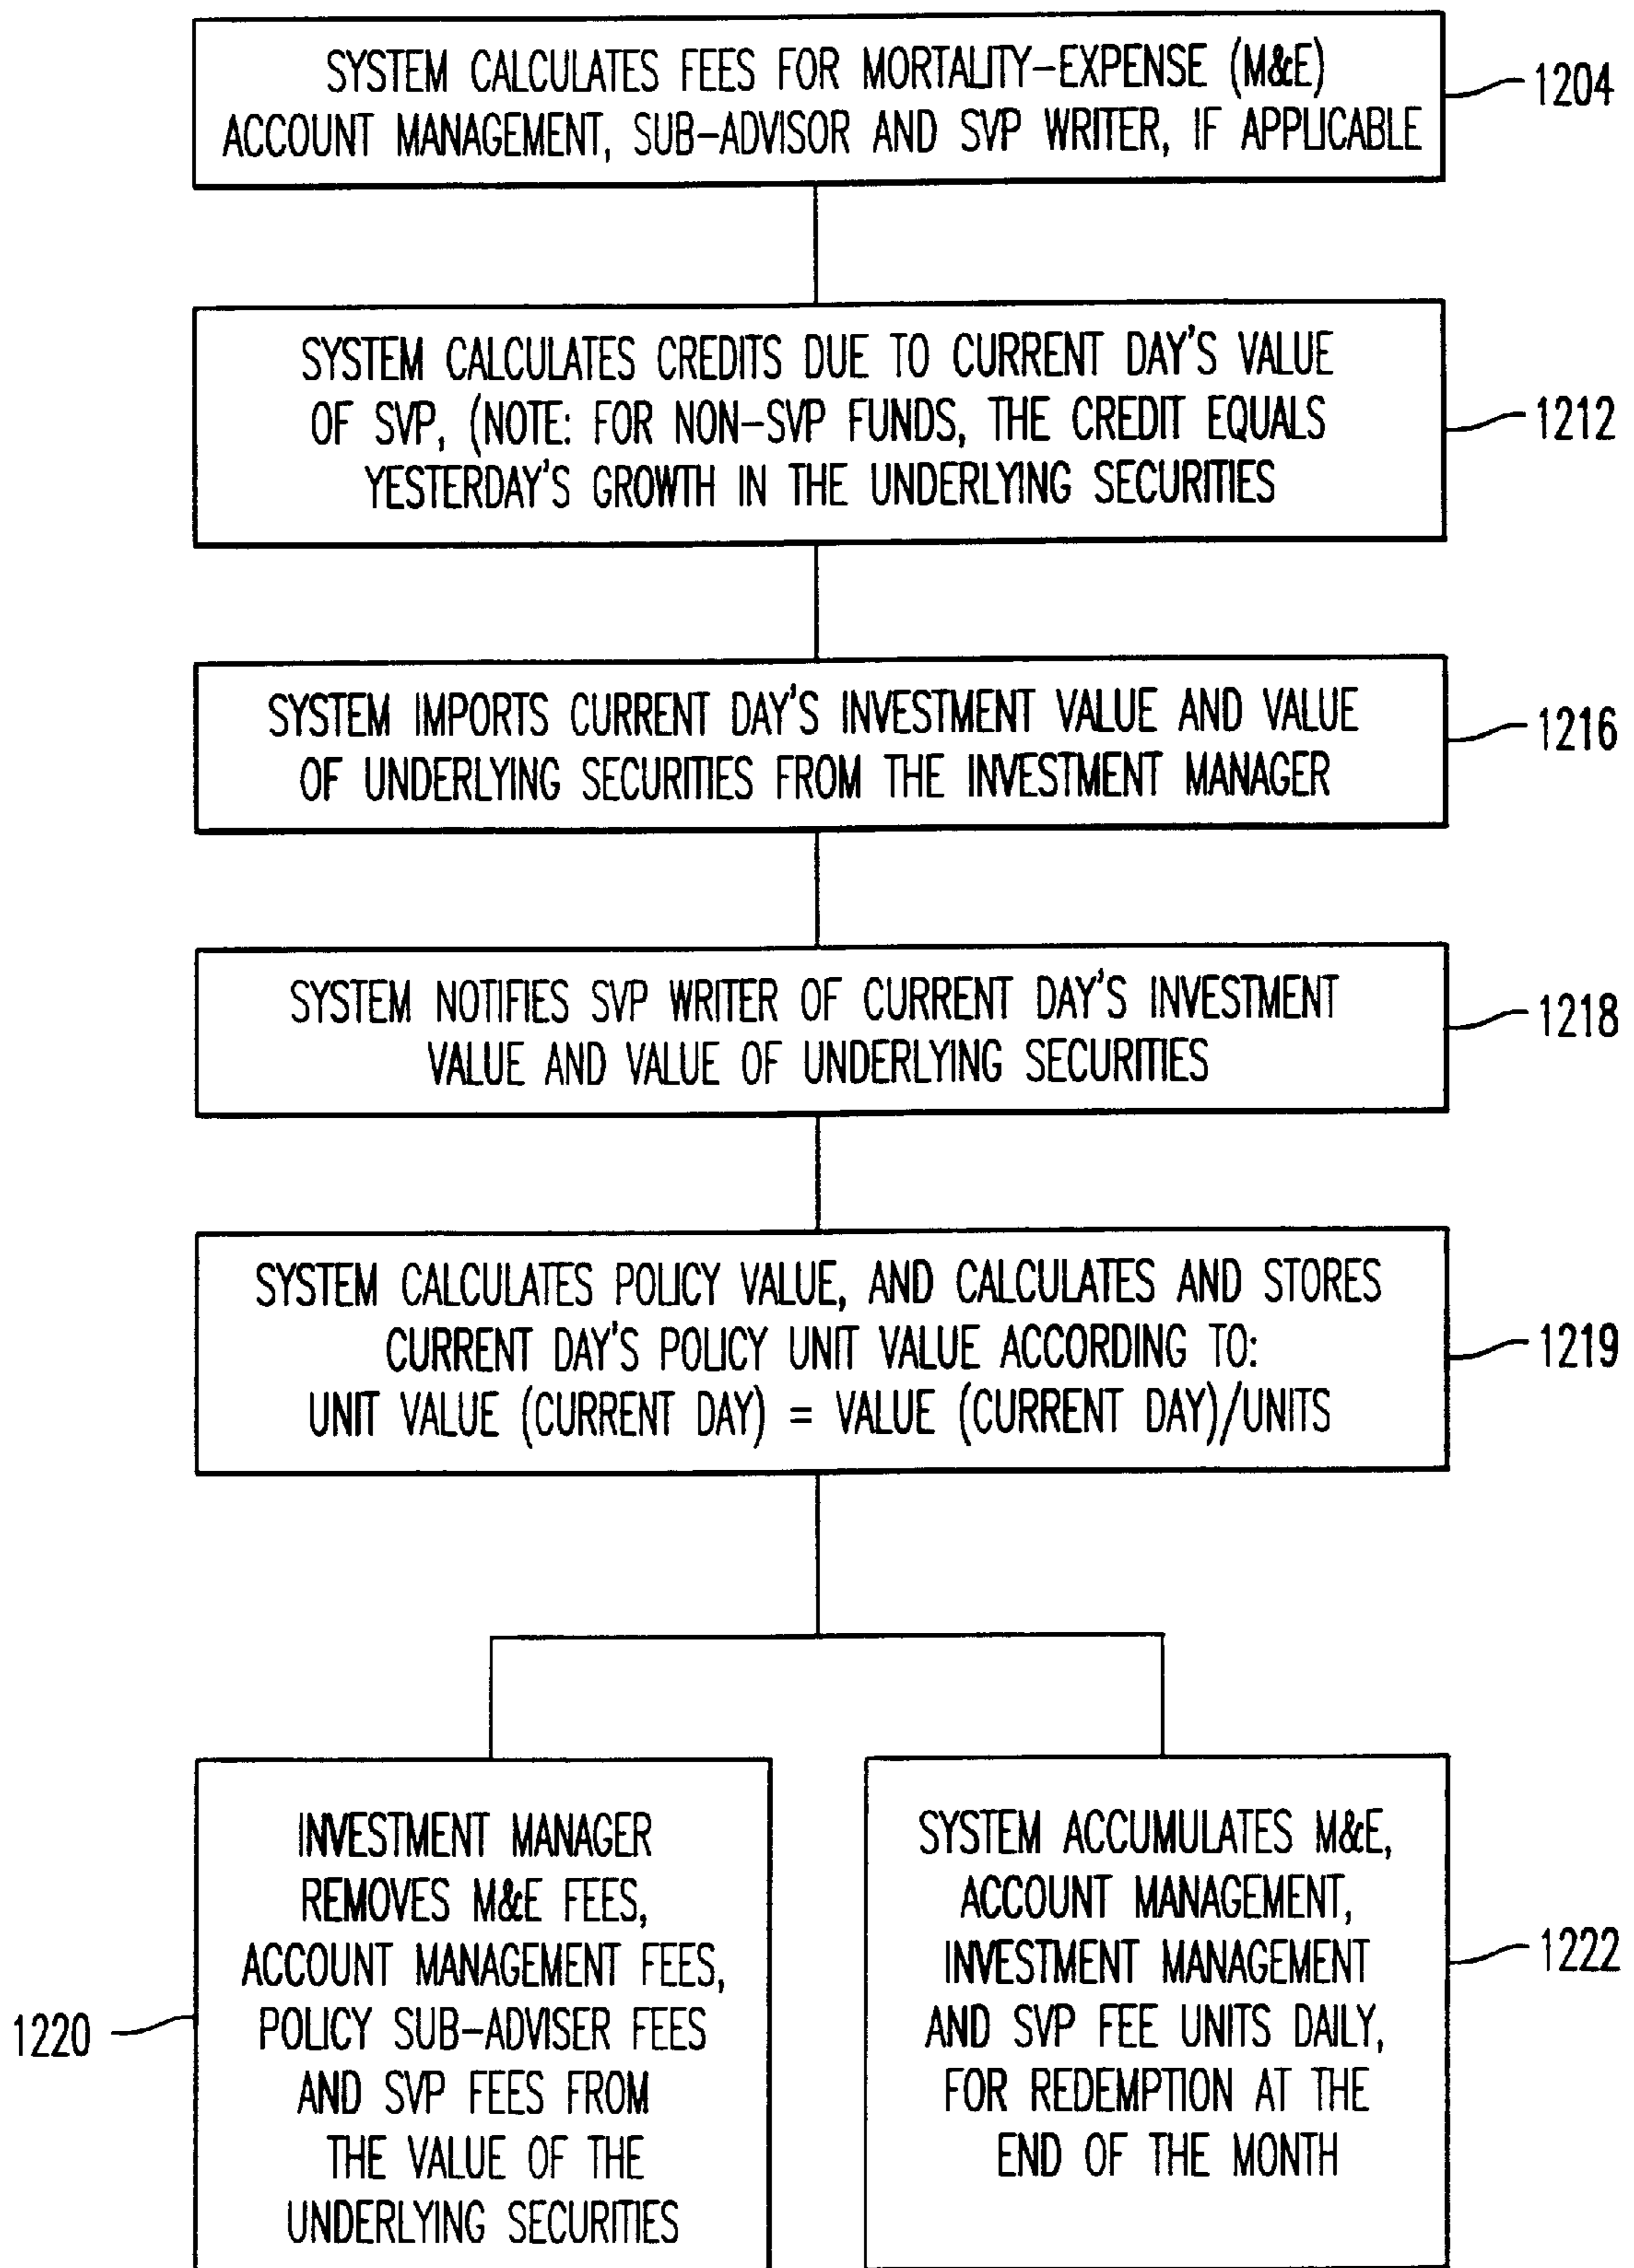 SYSTEM CALCULATES FEES FOR MORTALITY-EXPENSE (M&E)
ACCOUNT MANAGEMENT, SUB-ADVISOR AND SVP WRITER, IF APPLICABLE
1204
SYSTEM CALCULATES CREDITS DUE TO CURRENT DAY'S VALUE
OF SVP, (NOTE: FOR NON-SVP FUNDS, THE CREDIT EQUALS
YESTERDAY'S GROWTH IN THE UNDERLYING SECURITIES
1212
SYSTEM IMPORTS CURRENT DAY'S INVESTMENT VALUE AND VALUE
OF UNDERLYING SECURITIES FROM THE INVESTMENT MANAGER
1216
SYSTEM NOTIFIES SVP WRITER OF CURRENT DAY'S INVESTMENT
VALUE AND VALUE OF UNDERLYING SECURITIES
1218
SYSTEM CALCULATES POLICY VALUE, AND CALCULATES AND STORES
CURRENT DAY'S POLICY UNIT VALUE ACCORDING TO:
UNIT VALUE (CURRENT DAY) = VALUE (CURRENT DAY)/UNITS
1219
INVESTMENT MANAGER
REMOVES M&E FEES,
ACCOUNT MANAGEMENT FEES,
POLICY SUB-ADVISER FEES
AND SVP FEES FROM
THE VALUE OF THE
UNDERLYING SECURITIES
1220
SYSTEM ACCUMULATES M&E,
ACCOUNT MANAGEMENT,
INVESTMENT MANAGEMENT
AND SVP FEE UNITS DAILY,
FOR REDEMPTION AT THE
END OF THE MONTH
1222